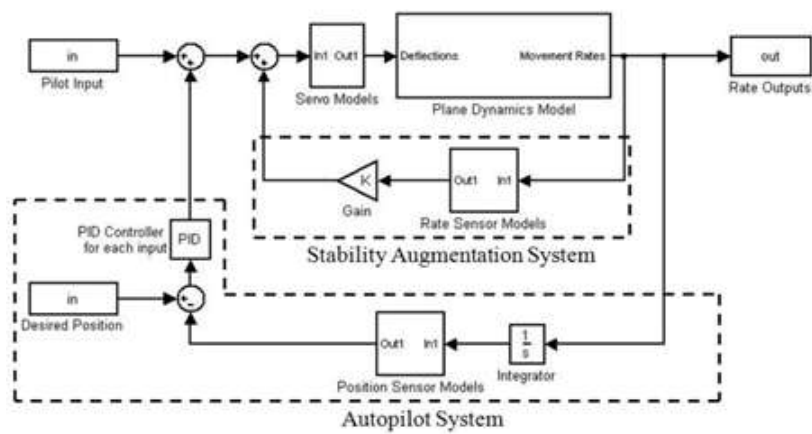 in
Pilot Input
In1 Out1
Servo Models
Deflections
Movement Rates
Plane Dynamics Model
out
Rate Outputs
K
Gain
Out1 In1
Rate Sensor Models
Stability Augmentation System
PID Controller
for each input
PID
in
Desired Position
Out1 In1
Position Sensor Models
1
s
Integrator
Autopilot System